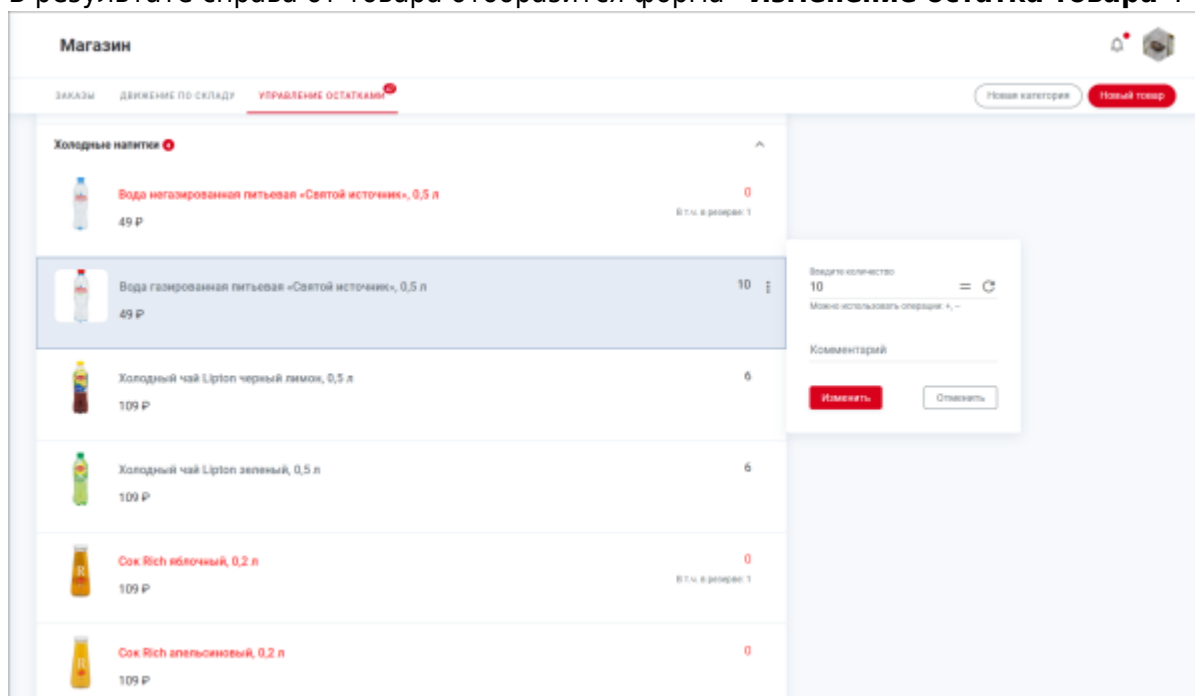 В результате справа от товара отобразится форма "Изменение остатка товара".
Магазин
ЗАКАЗЫ ДВИЖЕНИЕ ПО СКЛАДУ УПРАВЛЕНИЕ ОСТАТКАМИ
Новая категория Новый товар
Холодные напитки
Вода негазированная питьевая «Святой источник», 0,5 л 0
49 ₽ В т.ч. в резерве: 1
Вода газированная питьевая «Святой источник», 0,5 л 10
49 ₽
Введите количество
10 =
Можно использовать операции: +, –
Комментарий
Изменить Отменить
Холодный чай Lipton черный лимон, 0,5 л 6
109 ₽
Холодный чай Lipton зеленый, 0,5 л 6
109 ₽
Сок Rich яблочный, 0,2 л 0
109 ₽ В т.ч. в резерве: 1
Сок Rich апельсиновый, 0,2 л 0
109 ₽